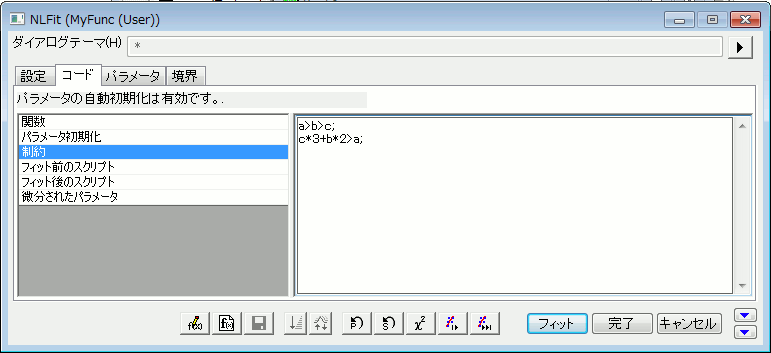 NLFit (MyFunc (User))
ダイアログテーマ(H) *
設定 コード パラメータ 境界
パラメータの自動初期化は有効です。.
関数
パラメータ初期化
制約
フィット前のスクリプト
フィット後のスクリプト
微分されたパラメータ
a>b>c;
c*3+b*2>a;
フィット 完了 キャンセル